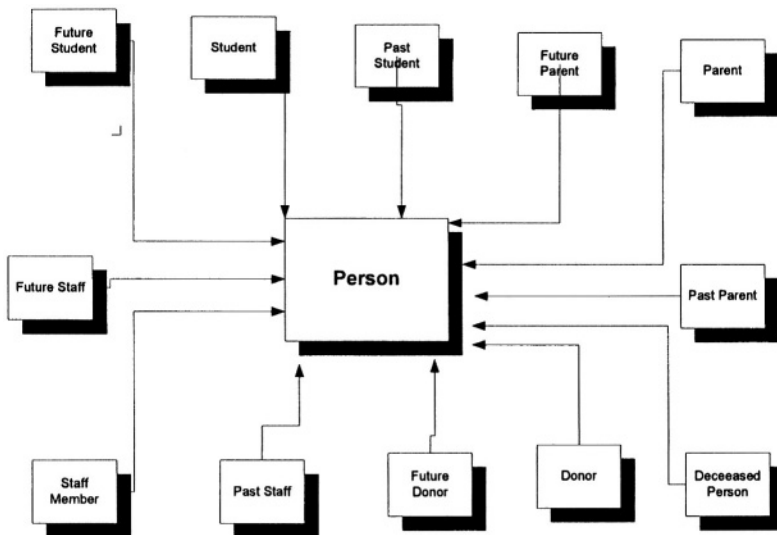 Future
Student
Student
Past
Student
Future
Parent
Parent
Person
Future Staff
Past Parent
Staff
Member
Past Staff
Future
Donor
Donor
Deceeased
Person